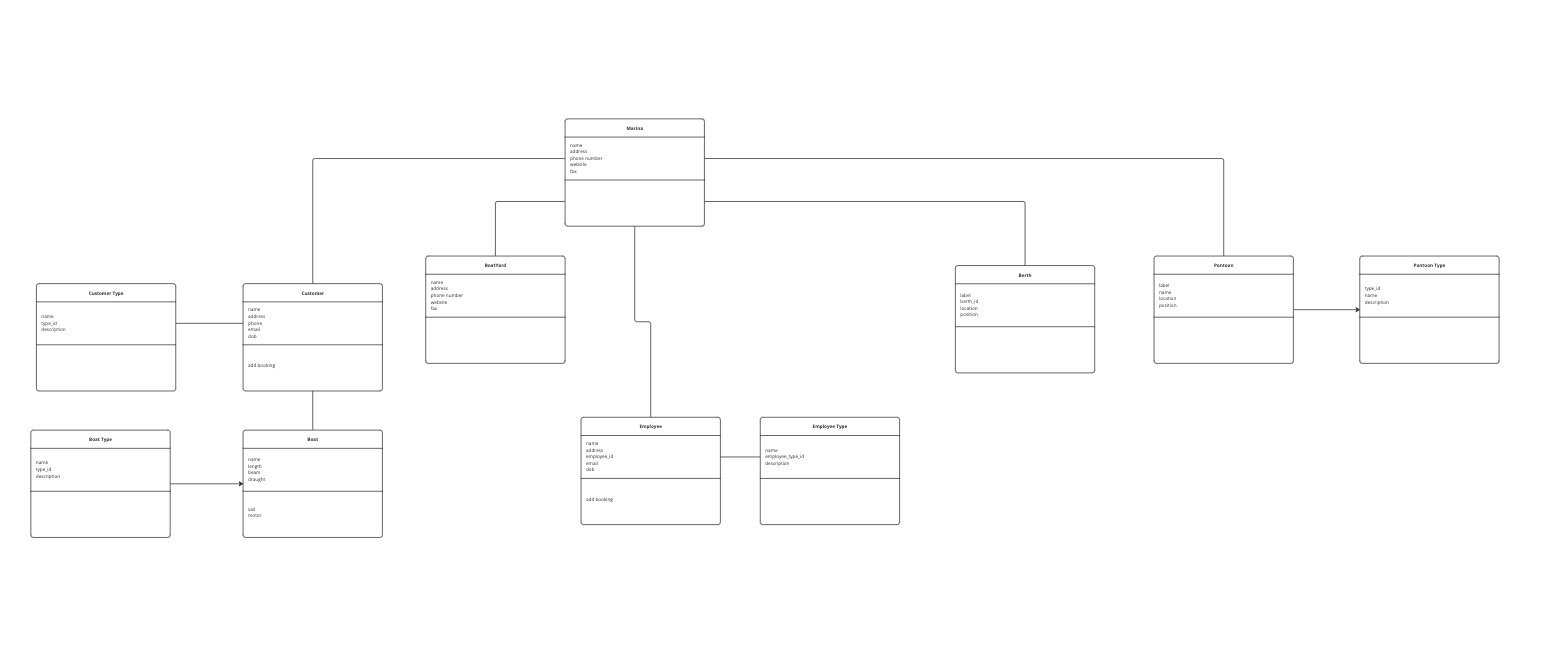 Marina
name
address
phone number
website
fax
BoatYard
name
address
phone number
website
fax
Berth
label
berth_id
location
position
Pontoon
label
name
location
position
Pontoon Type
type_id
name
description
Customer Type
name
type_id
description
Customer
name
address
phone
email
dob
add booking
Boat Type
name
type_id
description
Boat
name
length
beam
draught
sail
motor
Employee
name
address
employee_id
email
dob
add booking
Employee Type
name
employee_type_id
description